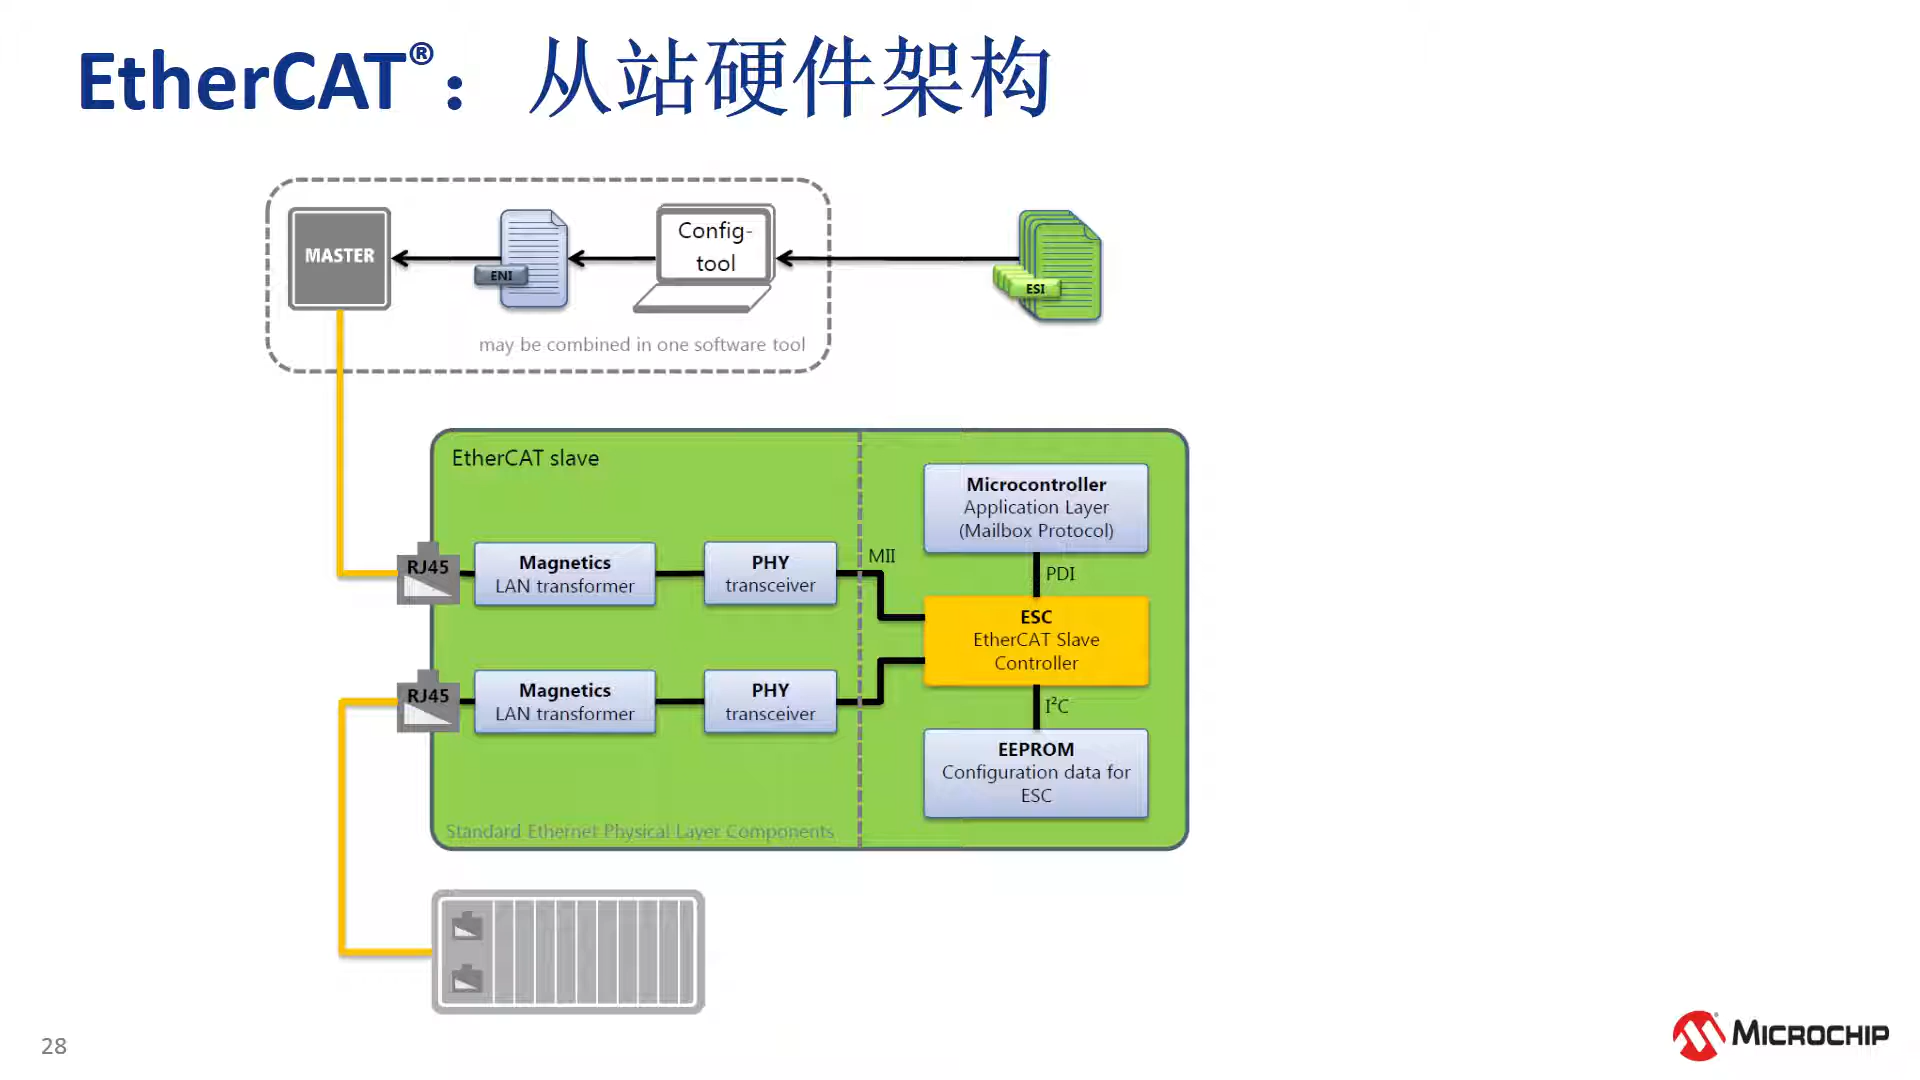 EtherCAT®：从站硬件架构
MASTER
ENI
Config-
tool
ESI
may be combined in one software tool
EtherCAT slave
Microcontroller
Application Layer
(Mailbox Protocol)
PDI
RJ45
Magnetics
LAN transformer
PHY
transceiver
MII
ESC
EtherCAT Slave
Controller
RJ45
Magnetics
LAN transformer
PHY
transceiver
I²C
EEPROM
Configuration data for
ESC
Standard Ethernet Physical Layer Components
28
MICROCHIP